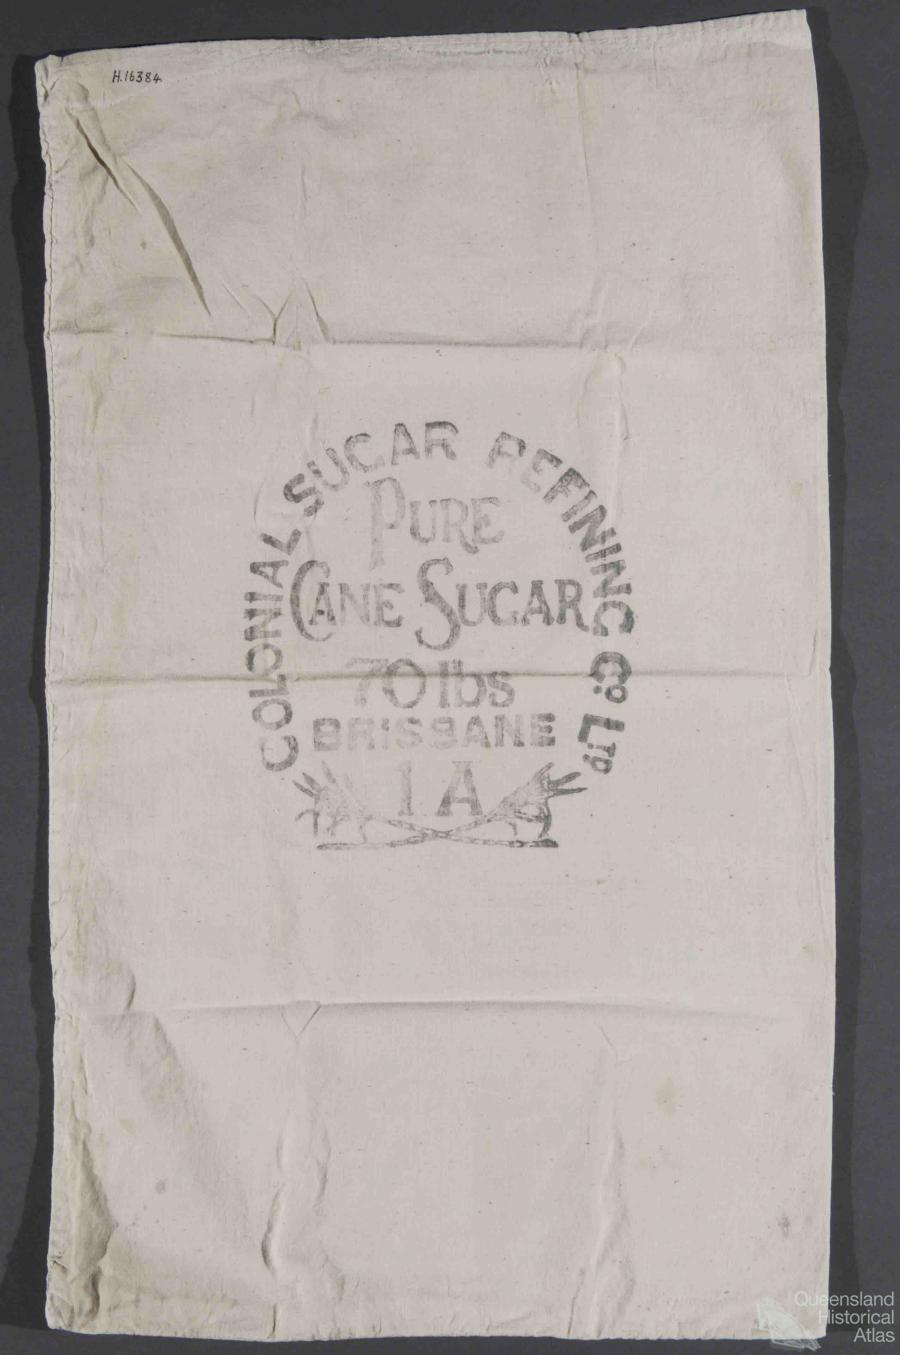 H.16384
COLONIAL SUGAR REFINING Co. LTD
PURE
CANE SUGAR
70 lbs
BRISBANE
1A
Queensland
Historical
Atlas